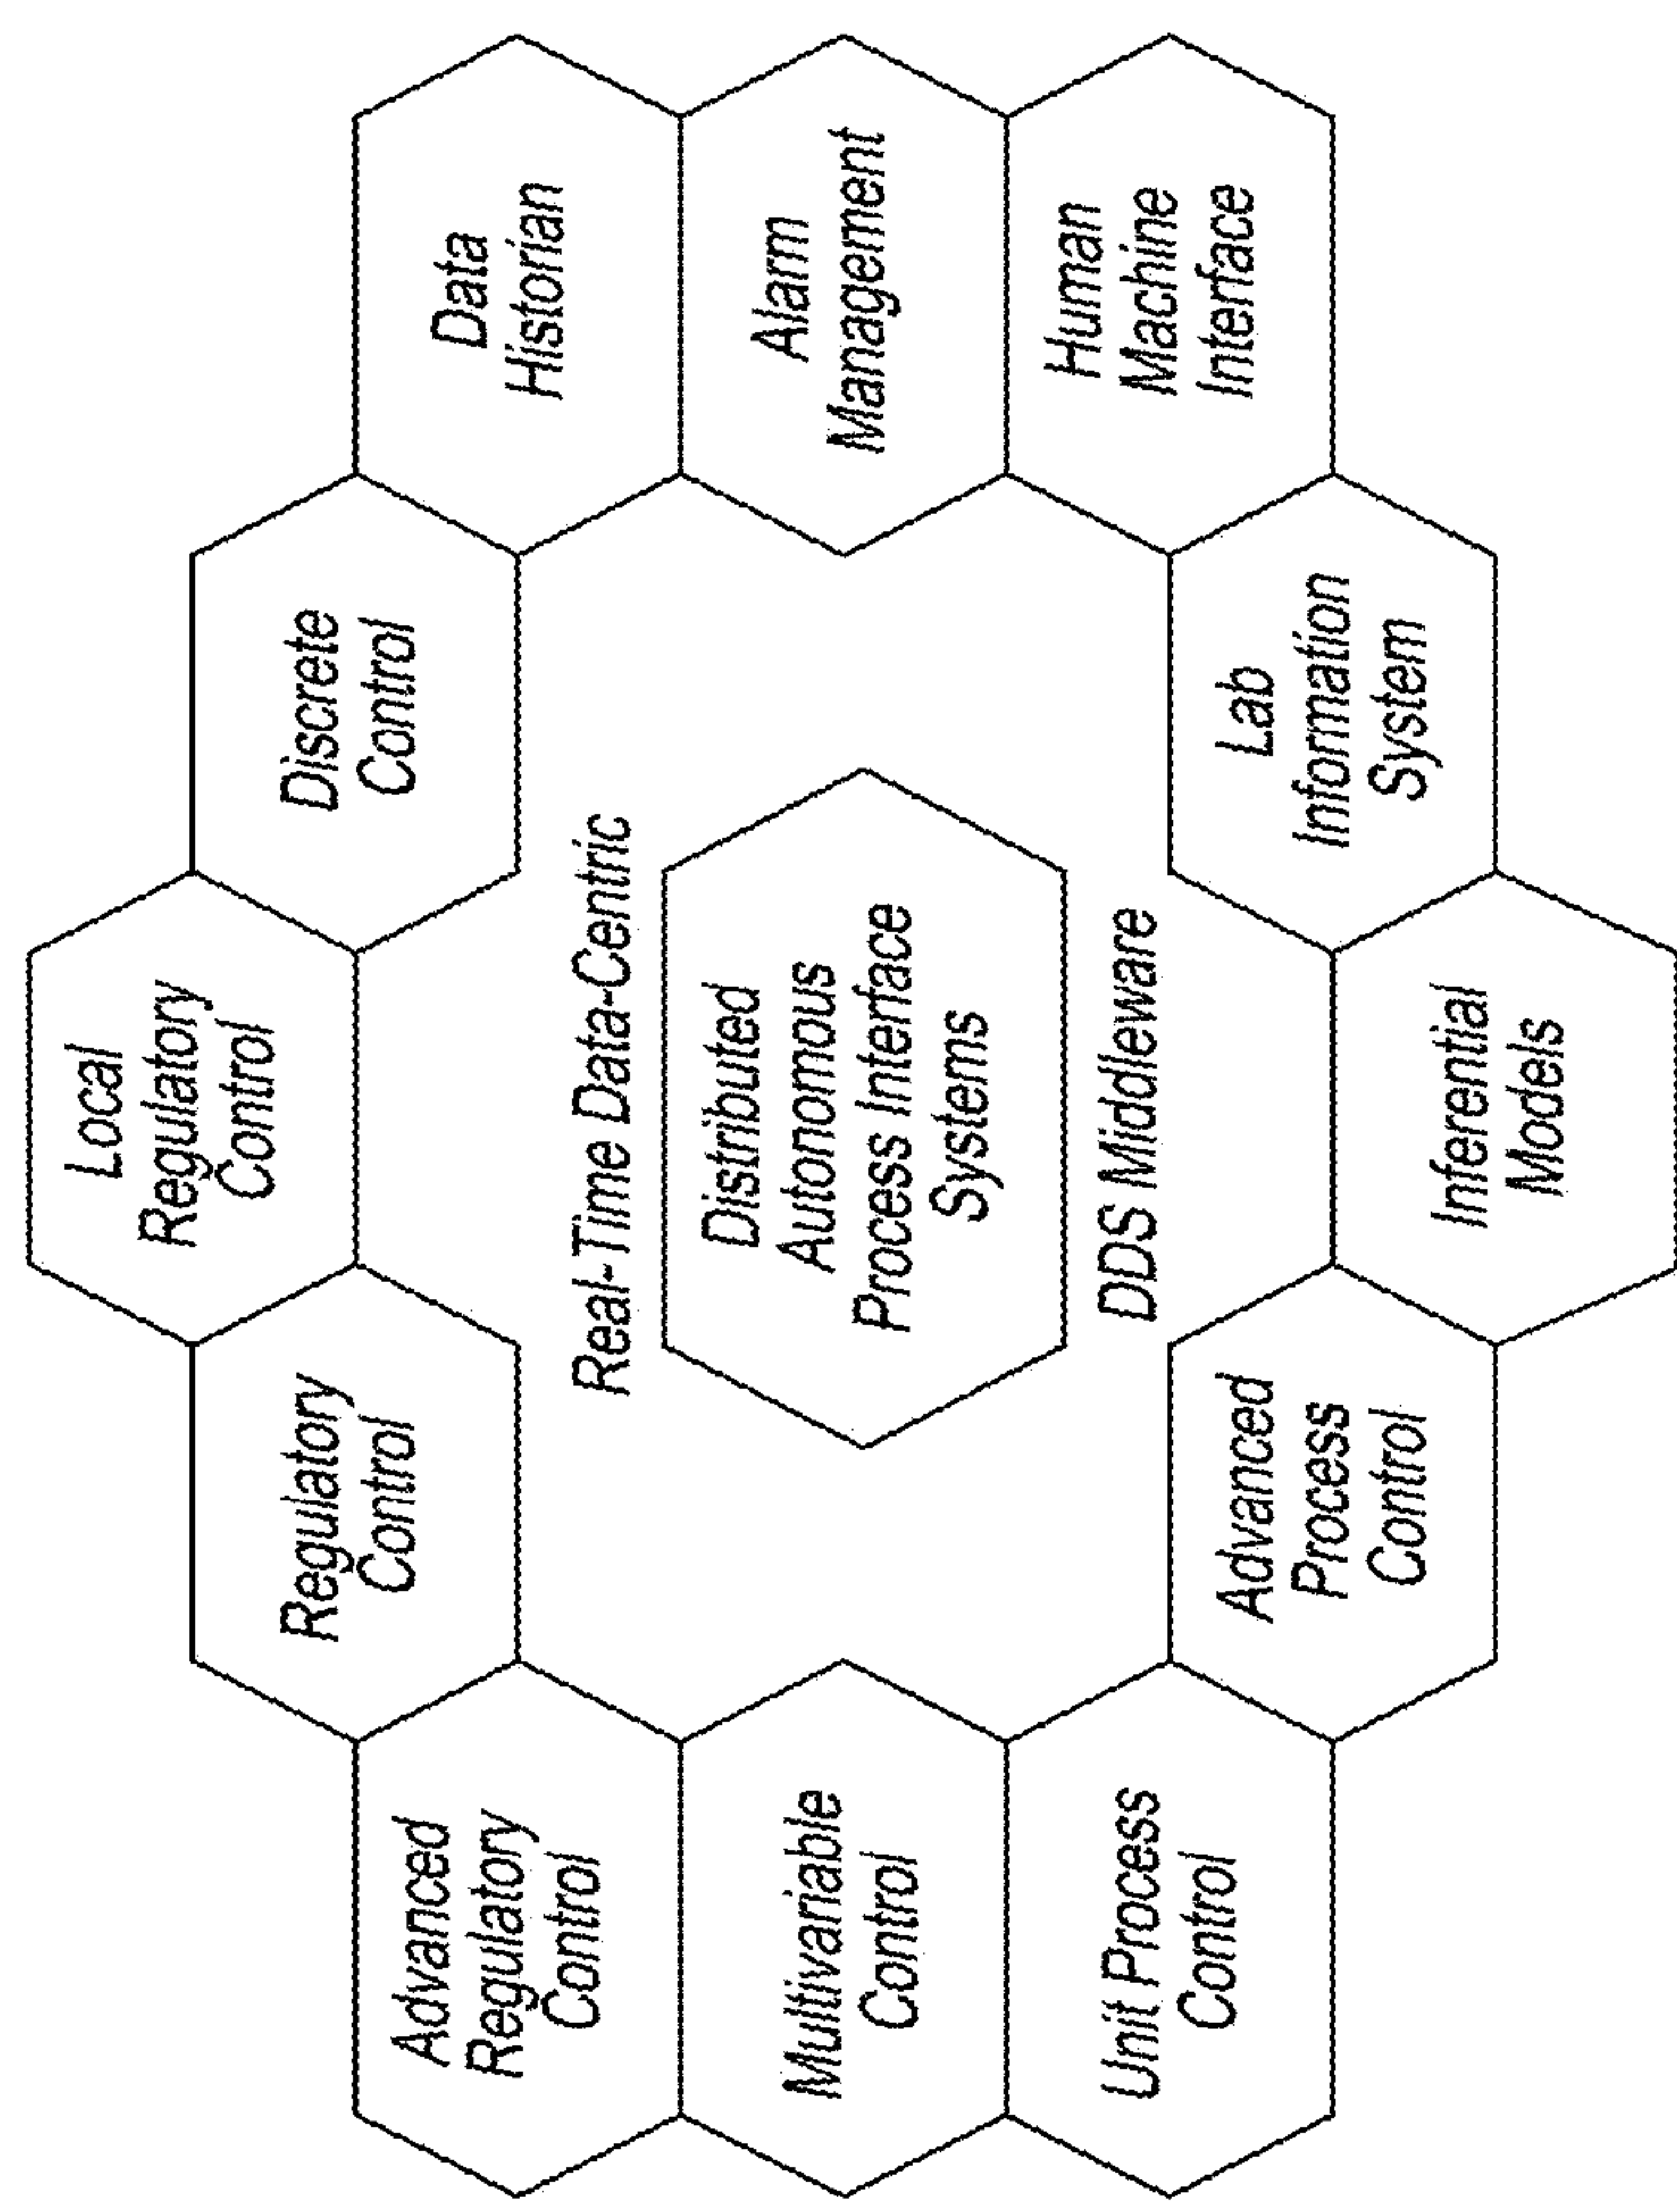 Local
Regulatory
Control
Regulatory
Control
Discrete
Control
Advanced
Regulatory
Control
Data
Historian
Real-Time Data-Centric
Multivariable
Control
Distributed
Autonomous
Process Interface
Systems
Alarm
Management
Unit Process
Control
DDS Middleware
Human
Machine
Interface
Advanced
Process
Control
Lab
Information
System
Inferential
Models